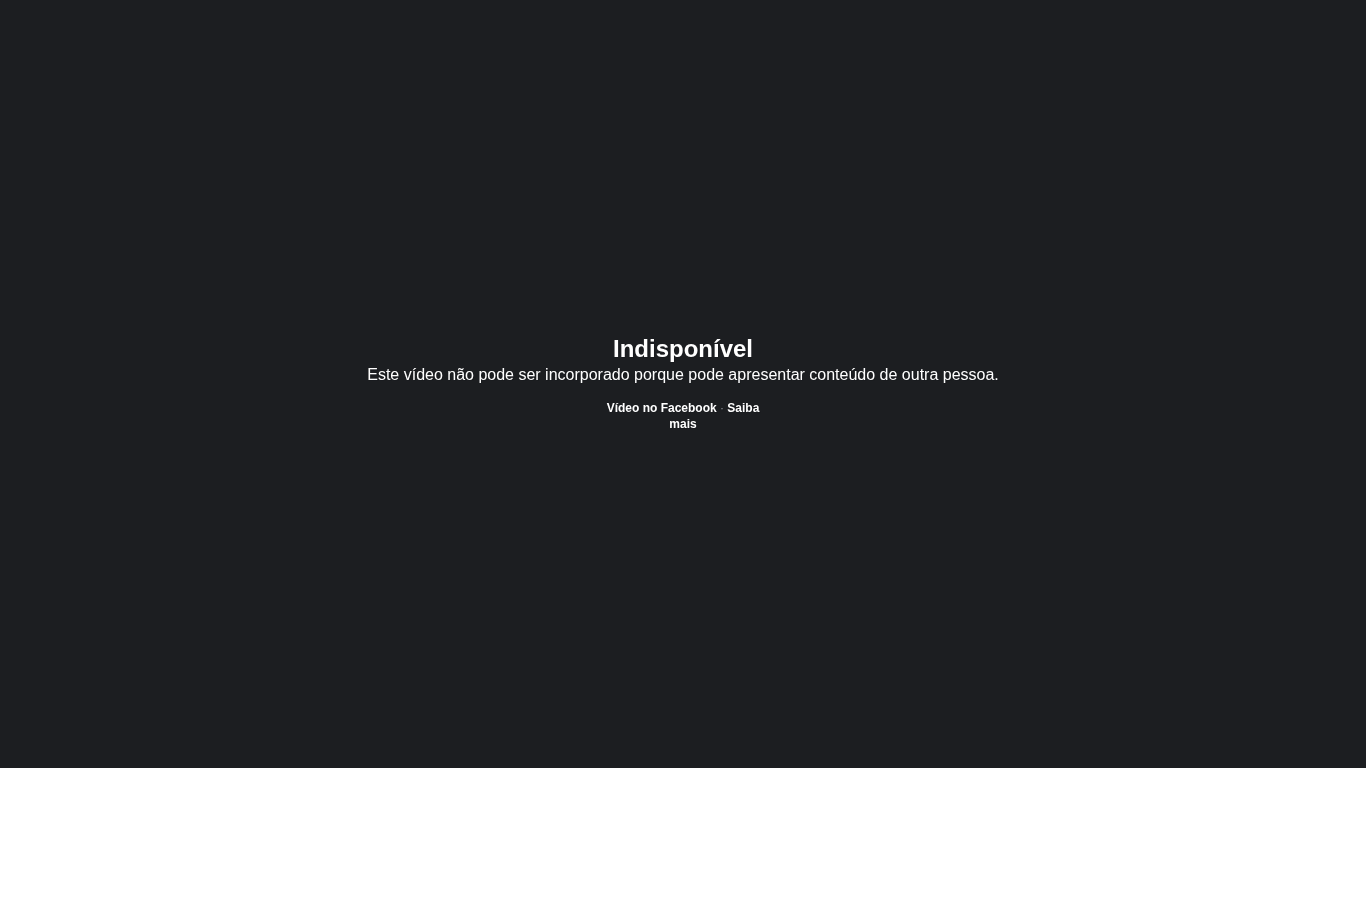 Indisponível
Este vídeo não pode ser incorporado porque pode apresentar conteúdo de outra pessoa.
Vídeo no Facebook · Saiba
mais